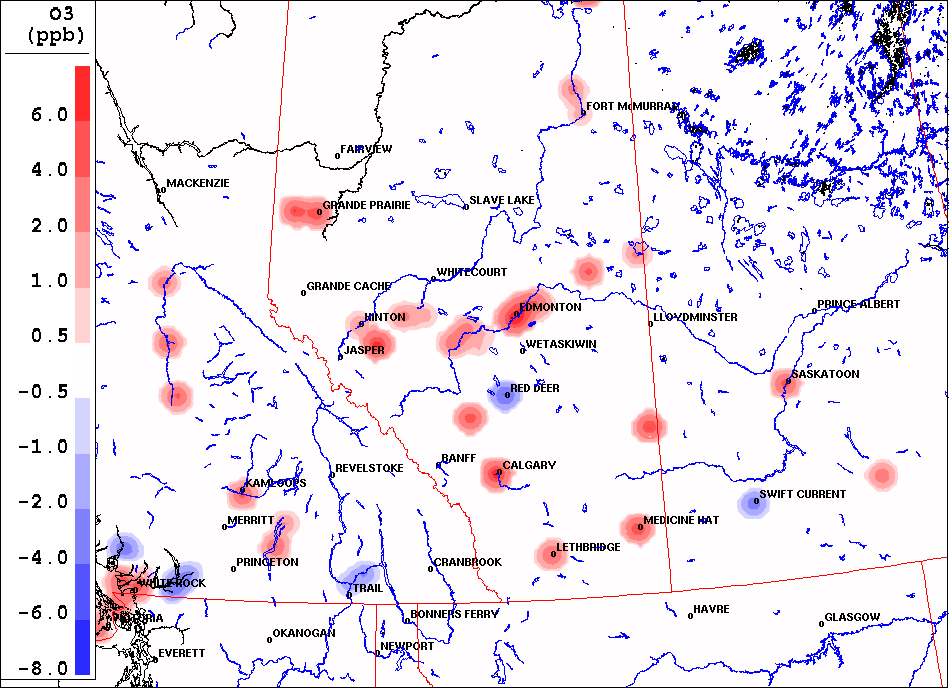 O3
(ppb)
6.0
4.0
2.0
1.0
0.5
-0.5
-1.0
-2.0
-4.0
-6.0
-8.0
FORT McMURRAY
FAIRVIEW
MACKENZIE
GRANDE PRAIRIE
SLAVE LAKE
WHITECOURT
GRANDE CACHE
EDMONTON
PRINCE ALBERT
HINTON
LLOYDMINSTER
JASPER
WETASKIWIN
SASKATOON
RED DEER
BANFF
CALGARY
REVELSTOKE
KAMLOOPS
SWIFT CURRENT
MERRITT
MEDICINE HAT
LETHBRIDGE
PRINCETON
CRANBROOK
WHITE ROCK
TRAIL
HAVRE
BONNERS FERRY
GLASGOW
OKANOGAN
NEWPORT
EVERETT